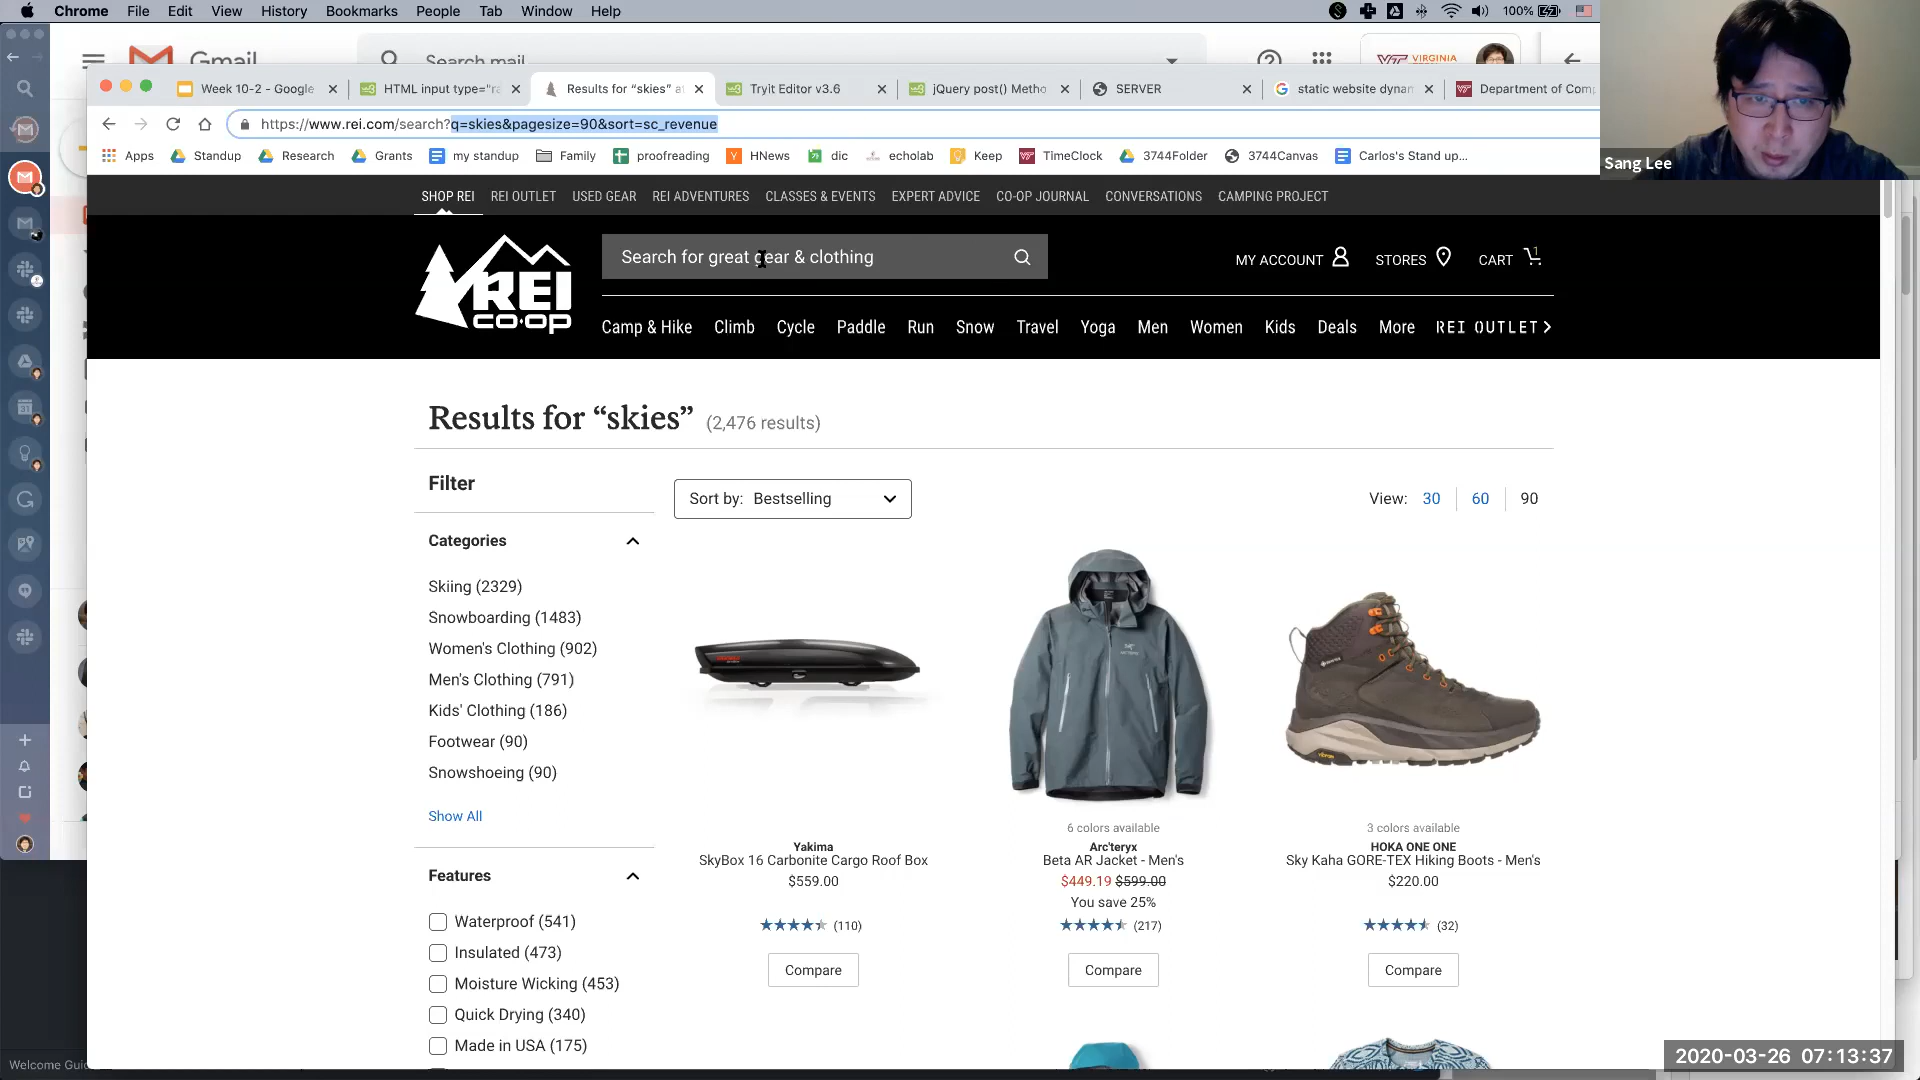 Chrome File Edit View History Bookmarks People Tab Window Help
100%
Gmail
Search mail
VIRGINIA
Week 10-2 - Google
HTML input type="ra
Results for “skies” a
Tryit Editor v3.6
jQuery post() Metho
SERVER
static website dynam
Department of Comp
https://www.rei.com/search?q=skies&pagesize=90&sort=sc_revenue
Apps Standup Research Grants my standup Family proofreading HNews dic echolab Keep TimeClock 3744Folder 3744Canvas Carlos's Stand up...
Sang Lee
SHOP REI REI OUTLET USED GEAR REI ADVENTURES CLASSES & EVENTS EXPERT ADVICE CO-OP JOURNAL CONVERSATIONS CAMPING PROJECT
REI
CO·OP
Search for great gear & clothing
MY ACCOUNT STORES CART 1
Camp & Hike Climb Cycle Paddle Run Snow Travel Yoga Men Women Kids Deals More REI OUTLET
Results for “skies” (2,476 results)
Filter
Sort by: Bestselling
View: 30 60 90
Categories
Skiing (2329)
Snowboarding (1483)
Women's Clothing (902)
Men's Clothing (791)
Kids' Clothing (186)
Footwear (90)
Snowshoeing (90)
Show All
6 colors available
3 colors available
Yakima
SkyBox 16 Carbonite Cargo Roof Box
$559.00
(110)
Compare
Arc'teryx
Beta AR Jacket - Men's
$449.19 $599.00
You save 25%
(217)
Compare
HOKA ONE ONE
Sky Kaha GORE-TEX Hiking Boots - Men's
$220.00
(32)
Compare
Features
Waterproof (541)
Insulated (473)
Moisture Wicking (453)
Quick Drying (340)
Made in USA (175)
Welcome Gui
2020-03-26 07:13:37